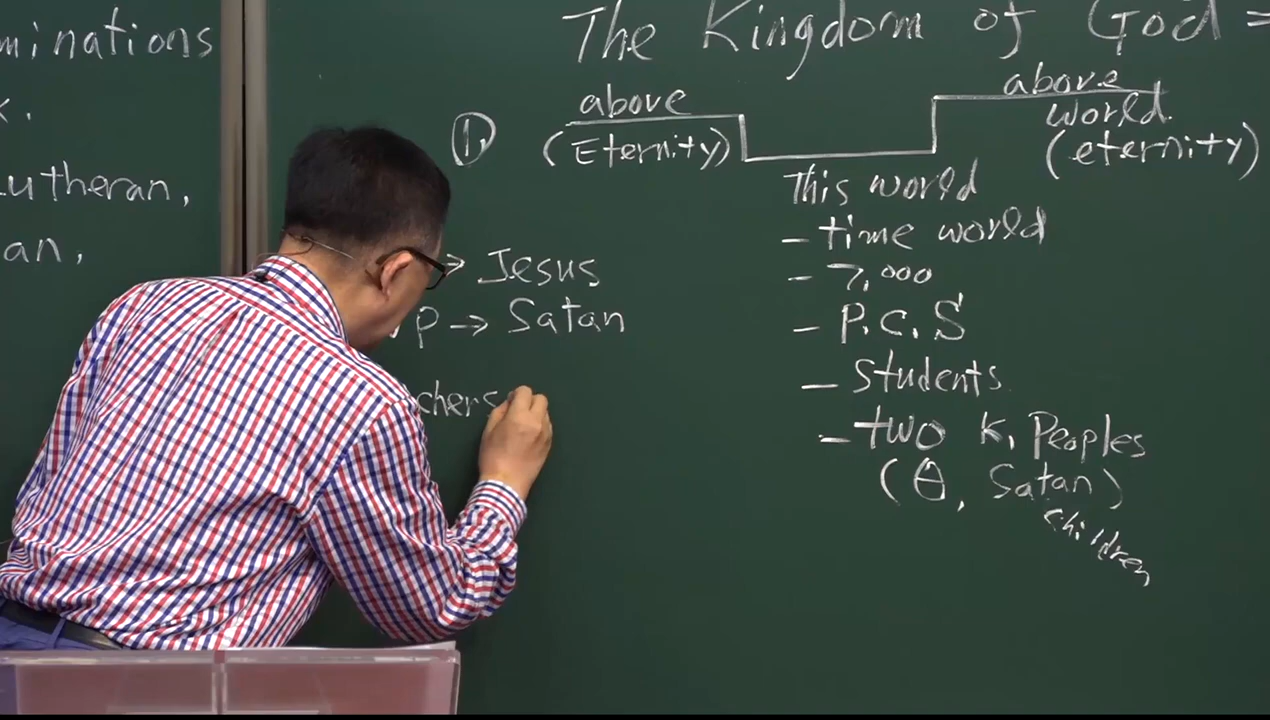 minations
k.
Lutheran,
an,
The Kingdom of God =
①
above
(Eternity)
above
world.
(eternity)
This world
- time world
- 7,000
- P.C.S
- Students.
- two K, Peoples
(θ, Satan)
children
→ Jesus
p → Satan
chers